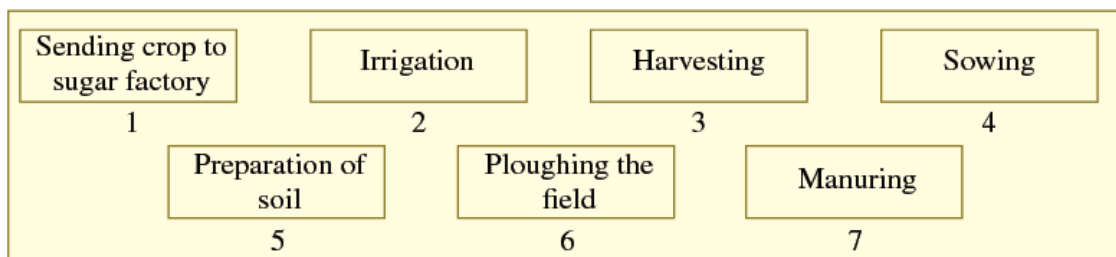 Sending crop to
sugar factory
Irrigation
Harvesting
Sowing
1
2
3
4
Preparation of
soil
Ploughing the
field
Manuring
5
6
7